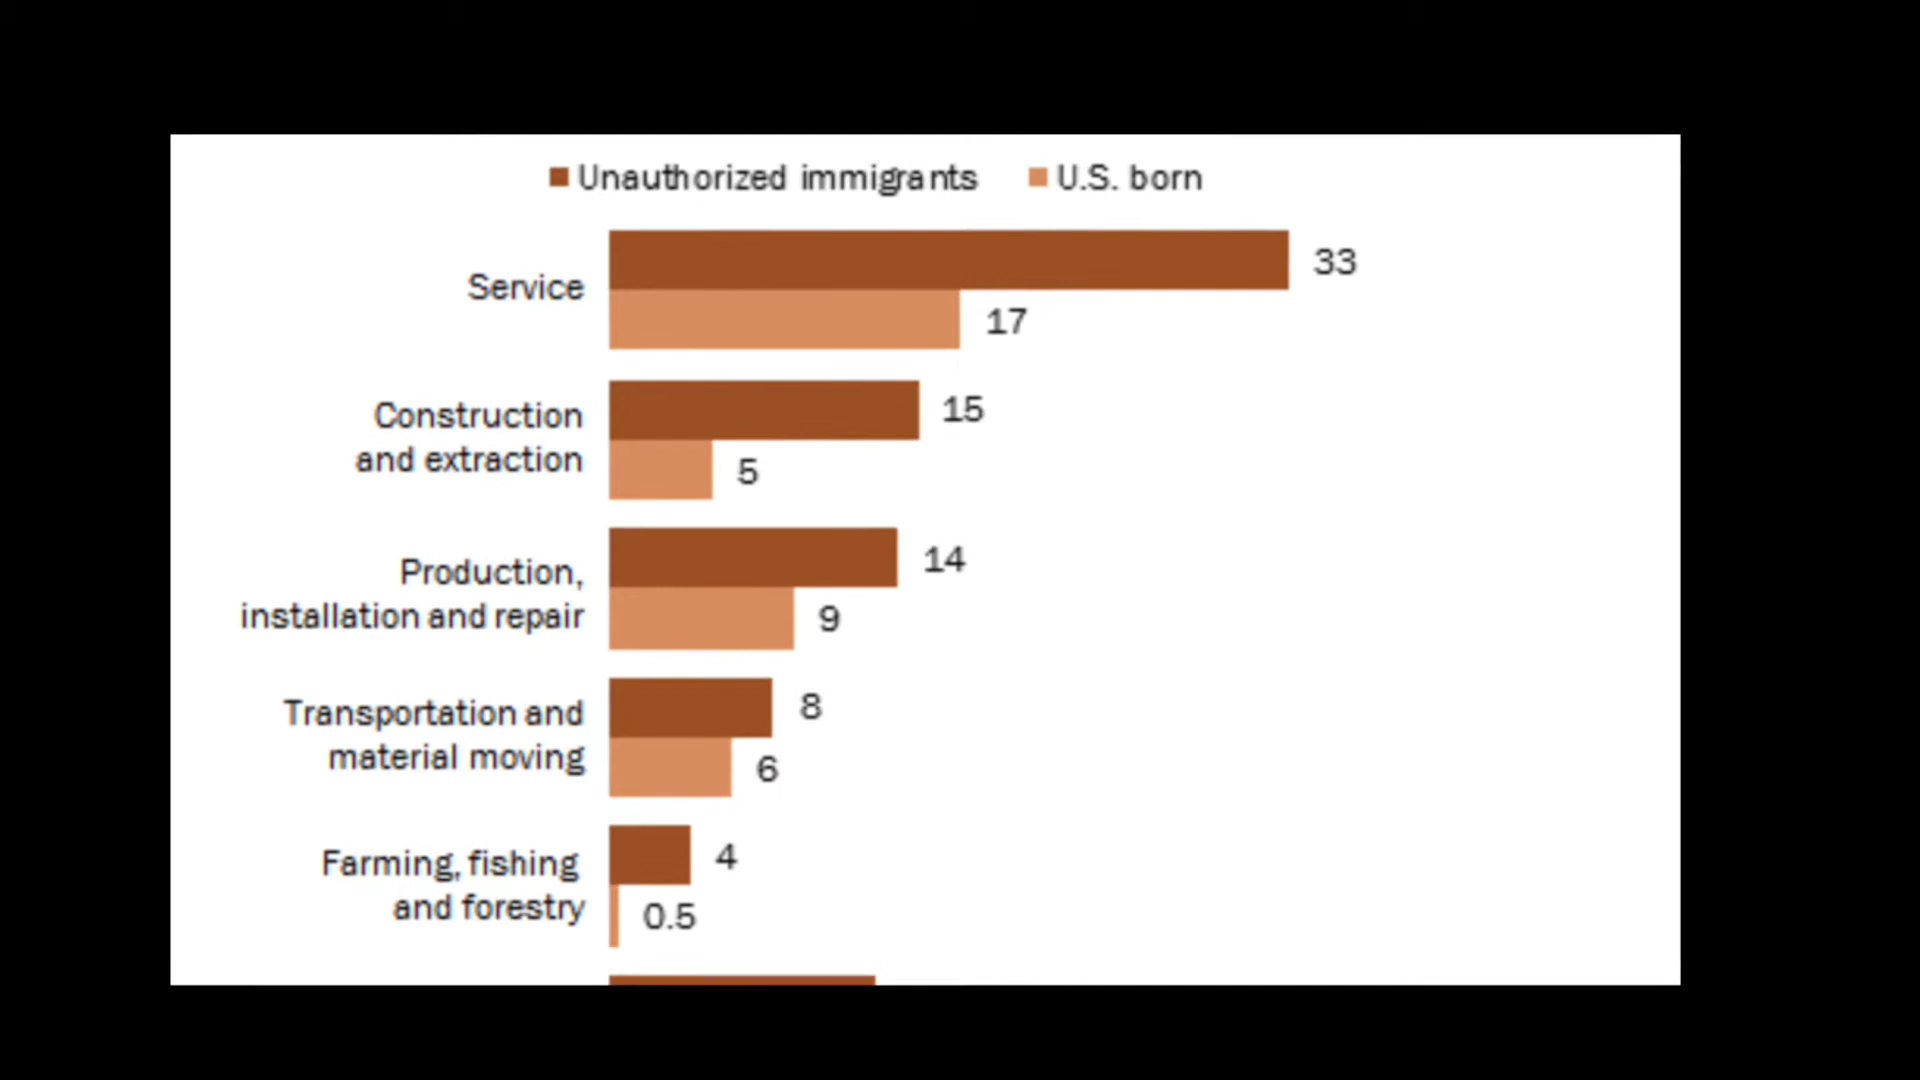 Unauthorized immigrants U.S. born
33
Service
17
15
Construction
and extraction
5
14
Production,
installation and repair
9
8
Transportation and
material moving
6
4
Farming, fishing
and forestry
0.5